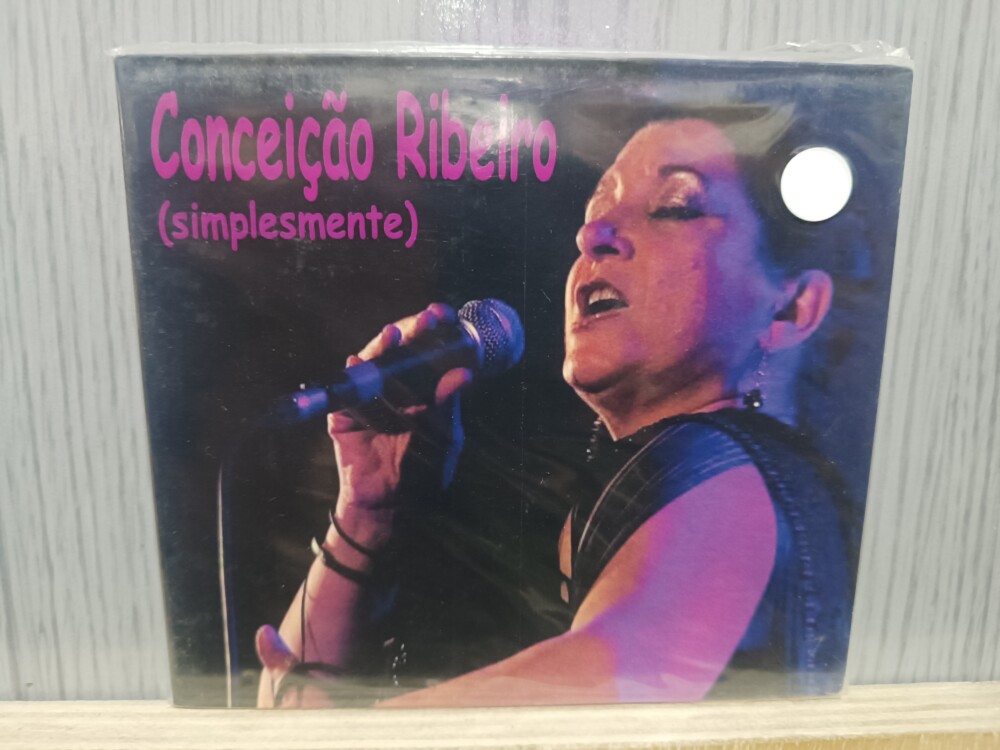 Conceição Ribeiro
(simplesmente)